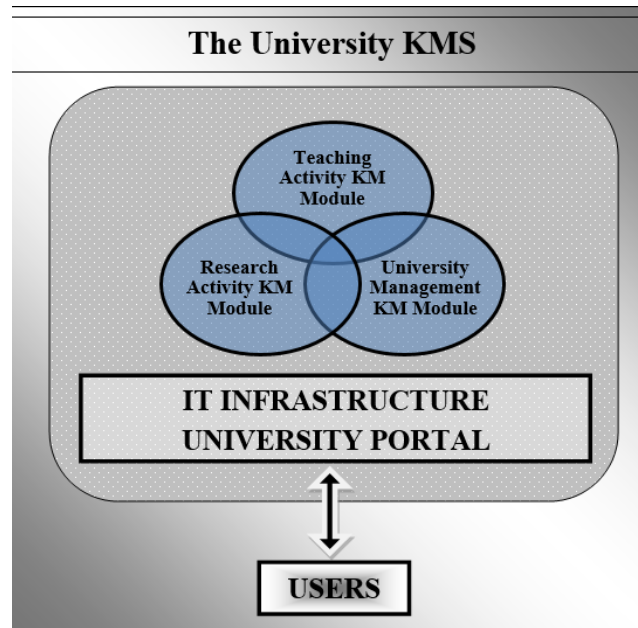 The University KMS
Teaching
Activity KM
Module
Research
Activity KM
Module
University
Management
KM Module
IT INFRASTRUCTURE
UNIVERSITY PORTAL
USERS